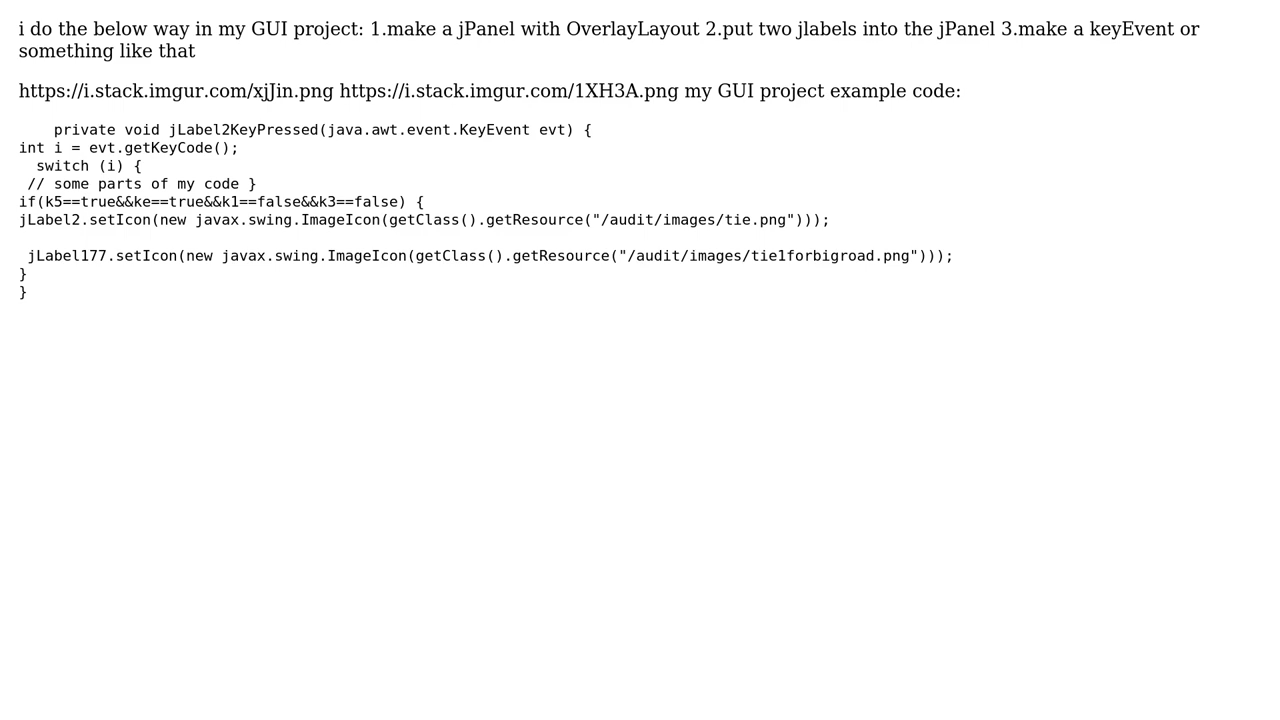 i do the below way in my GUI project: 1.make a jPanel with OverlayLayout 2.put two jlabels into the jPanel 3.make a keyEvent or
something like that
https://i.stack.imgur.com/xjJin.png https://i.stack.imgur.com/1XH3A.png my GUI project example code:
    private void jLabel2KeyPressed(java.awt.event.KeyEvent evt) {
int i = evt.getKeyCode();
  switch (i) {
 // some parts of my code }
if(k5==true&&ke==true&&k1==false&&k3==false) {
jLabel2.setIcon(new javax.swing.ImageIcon(getClass().getResource("/audit/images/tie.png")));
 jLabel177.setIcon(new javax.swing.ImageIcon(getClass().getResource("/audit/images/tie1forbigroad.png")));
}
}